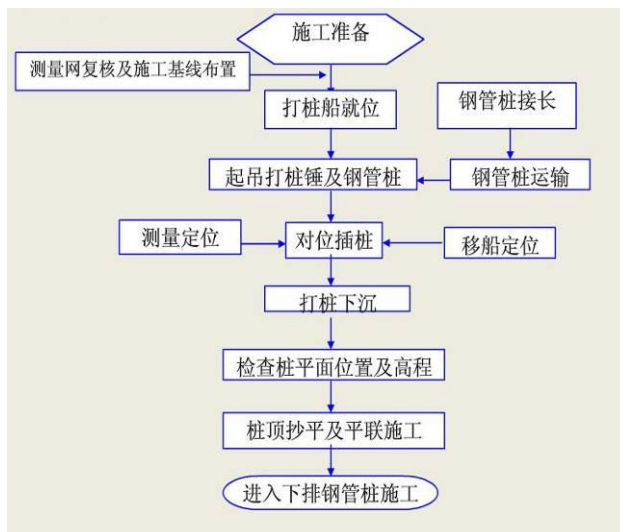 施工准备
测量网复核及施工基线布置
打桩船就位
钢管桩接长
起吊打桩锤及钢管桩
钢管桩运输
测量定位
对位插桩
移船定位
打桩下沉
检查桩平面位置及高程
桩顶抄平及平联施工
进入下排钢管桩施工